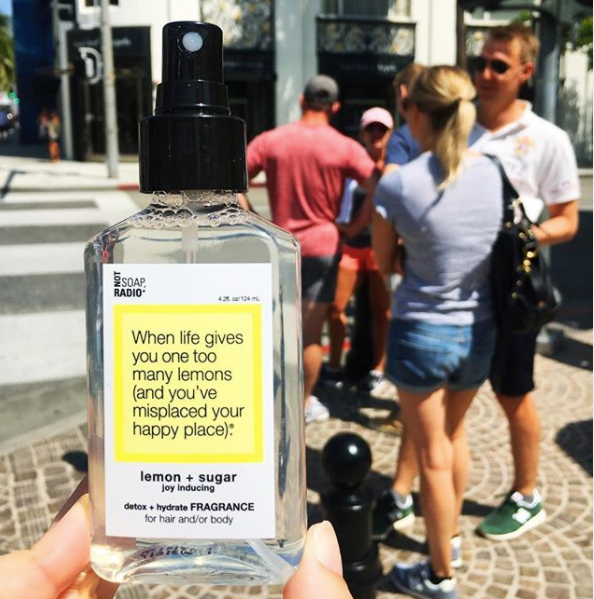 NOT
SOAP,
RADIO®
4.2fl. oz/124 mL
When life gives
you one too
many lemons
(and you've
misplaced your
happy place)®
lemon + sugar
joy inducing
detox + hydrate FRAGRANCE
for hair and/or body